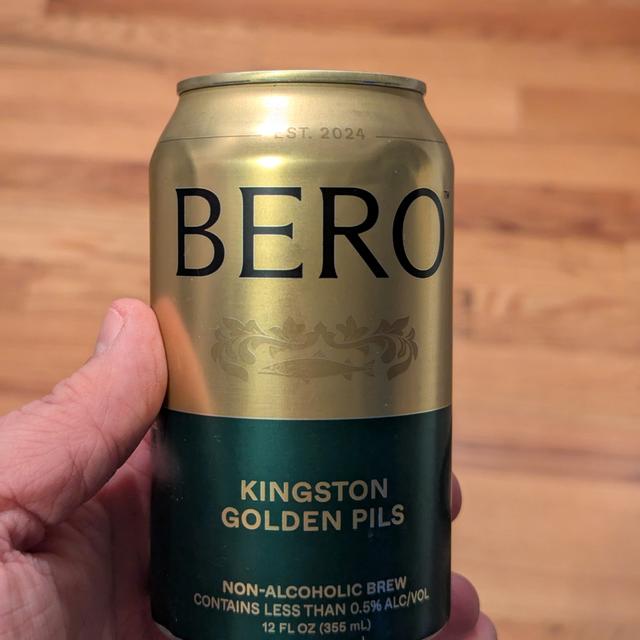 EST. 2024
BERO™
KINGSTON
GOLDEN PILS
NON-ALCOHOLIC BREW
CONTAINS LESS THAN 0.5% ALC/VOL
12 FL OZ (355 mL)